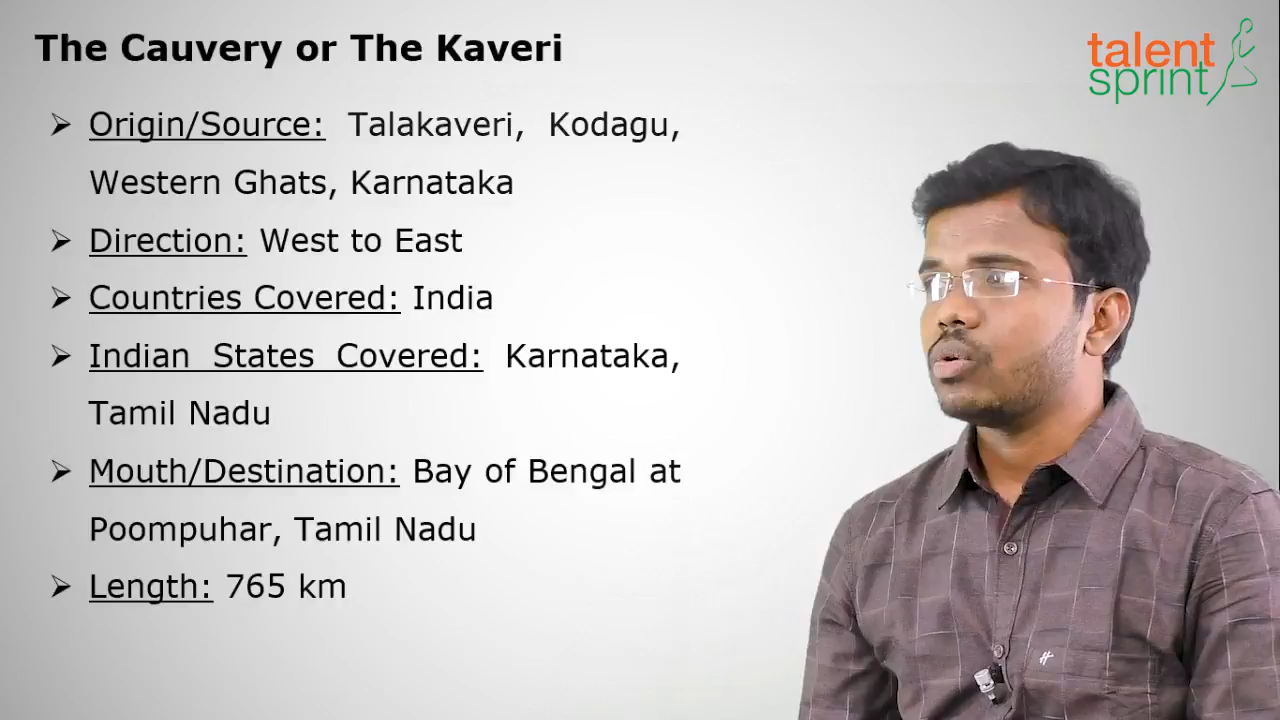 The Cauvery or The Kaveri
talent
sprint
➢ Origin/Source: Talakaveri, Kodagu,
Western Ghats, Karnataka
➢ Direction: West to East
➢ Countries Covered: India
➢ Indian States Covered: Karnataka,
Tamil Nadu
➢ Mouth/Destination: Bay of Bengal at
Poompuhar, Tamil Nadu
➢ Length: 765 km